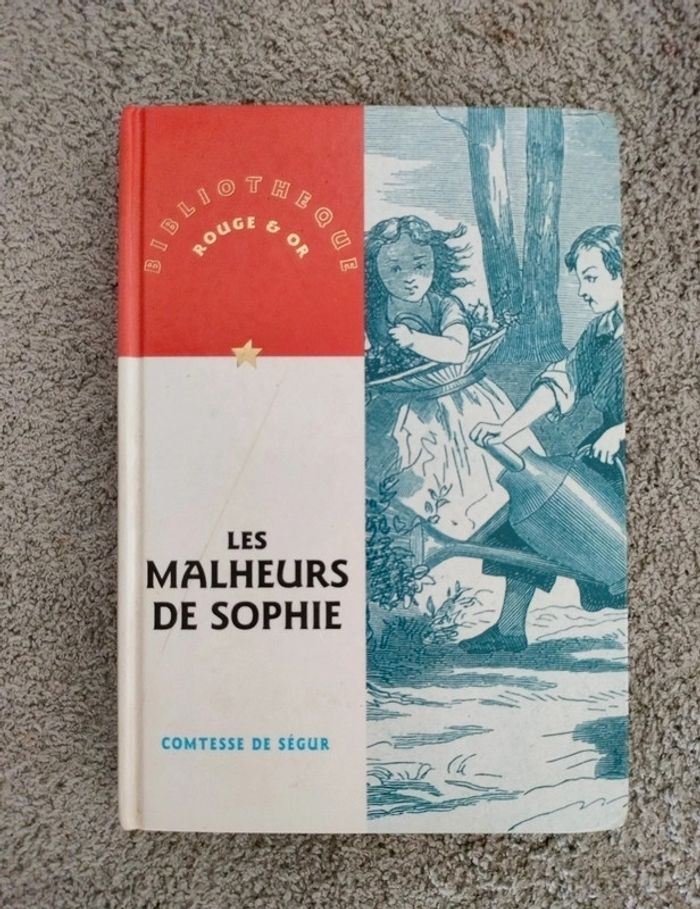 BIBLIOTHEQUE
ROUGE & OR
LES
MALHEURS
DE SOPHIE
COMTESSE DE SÉGUR